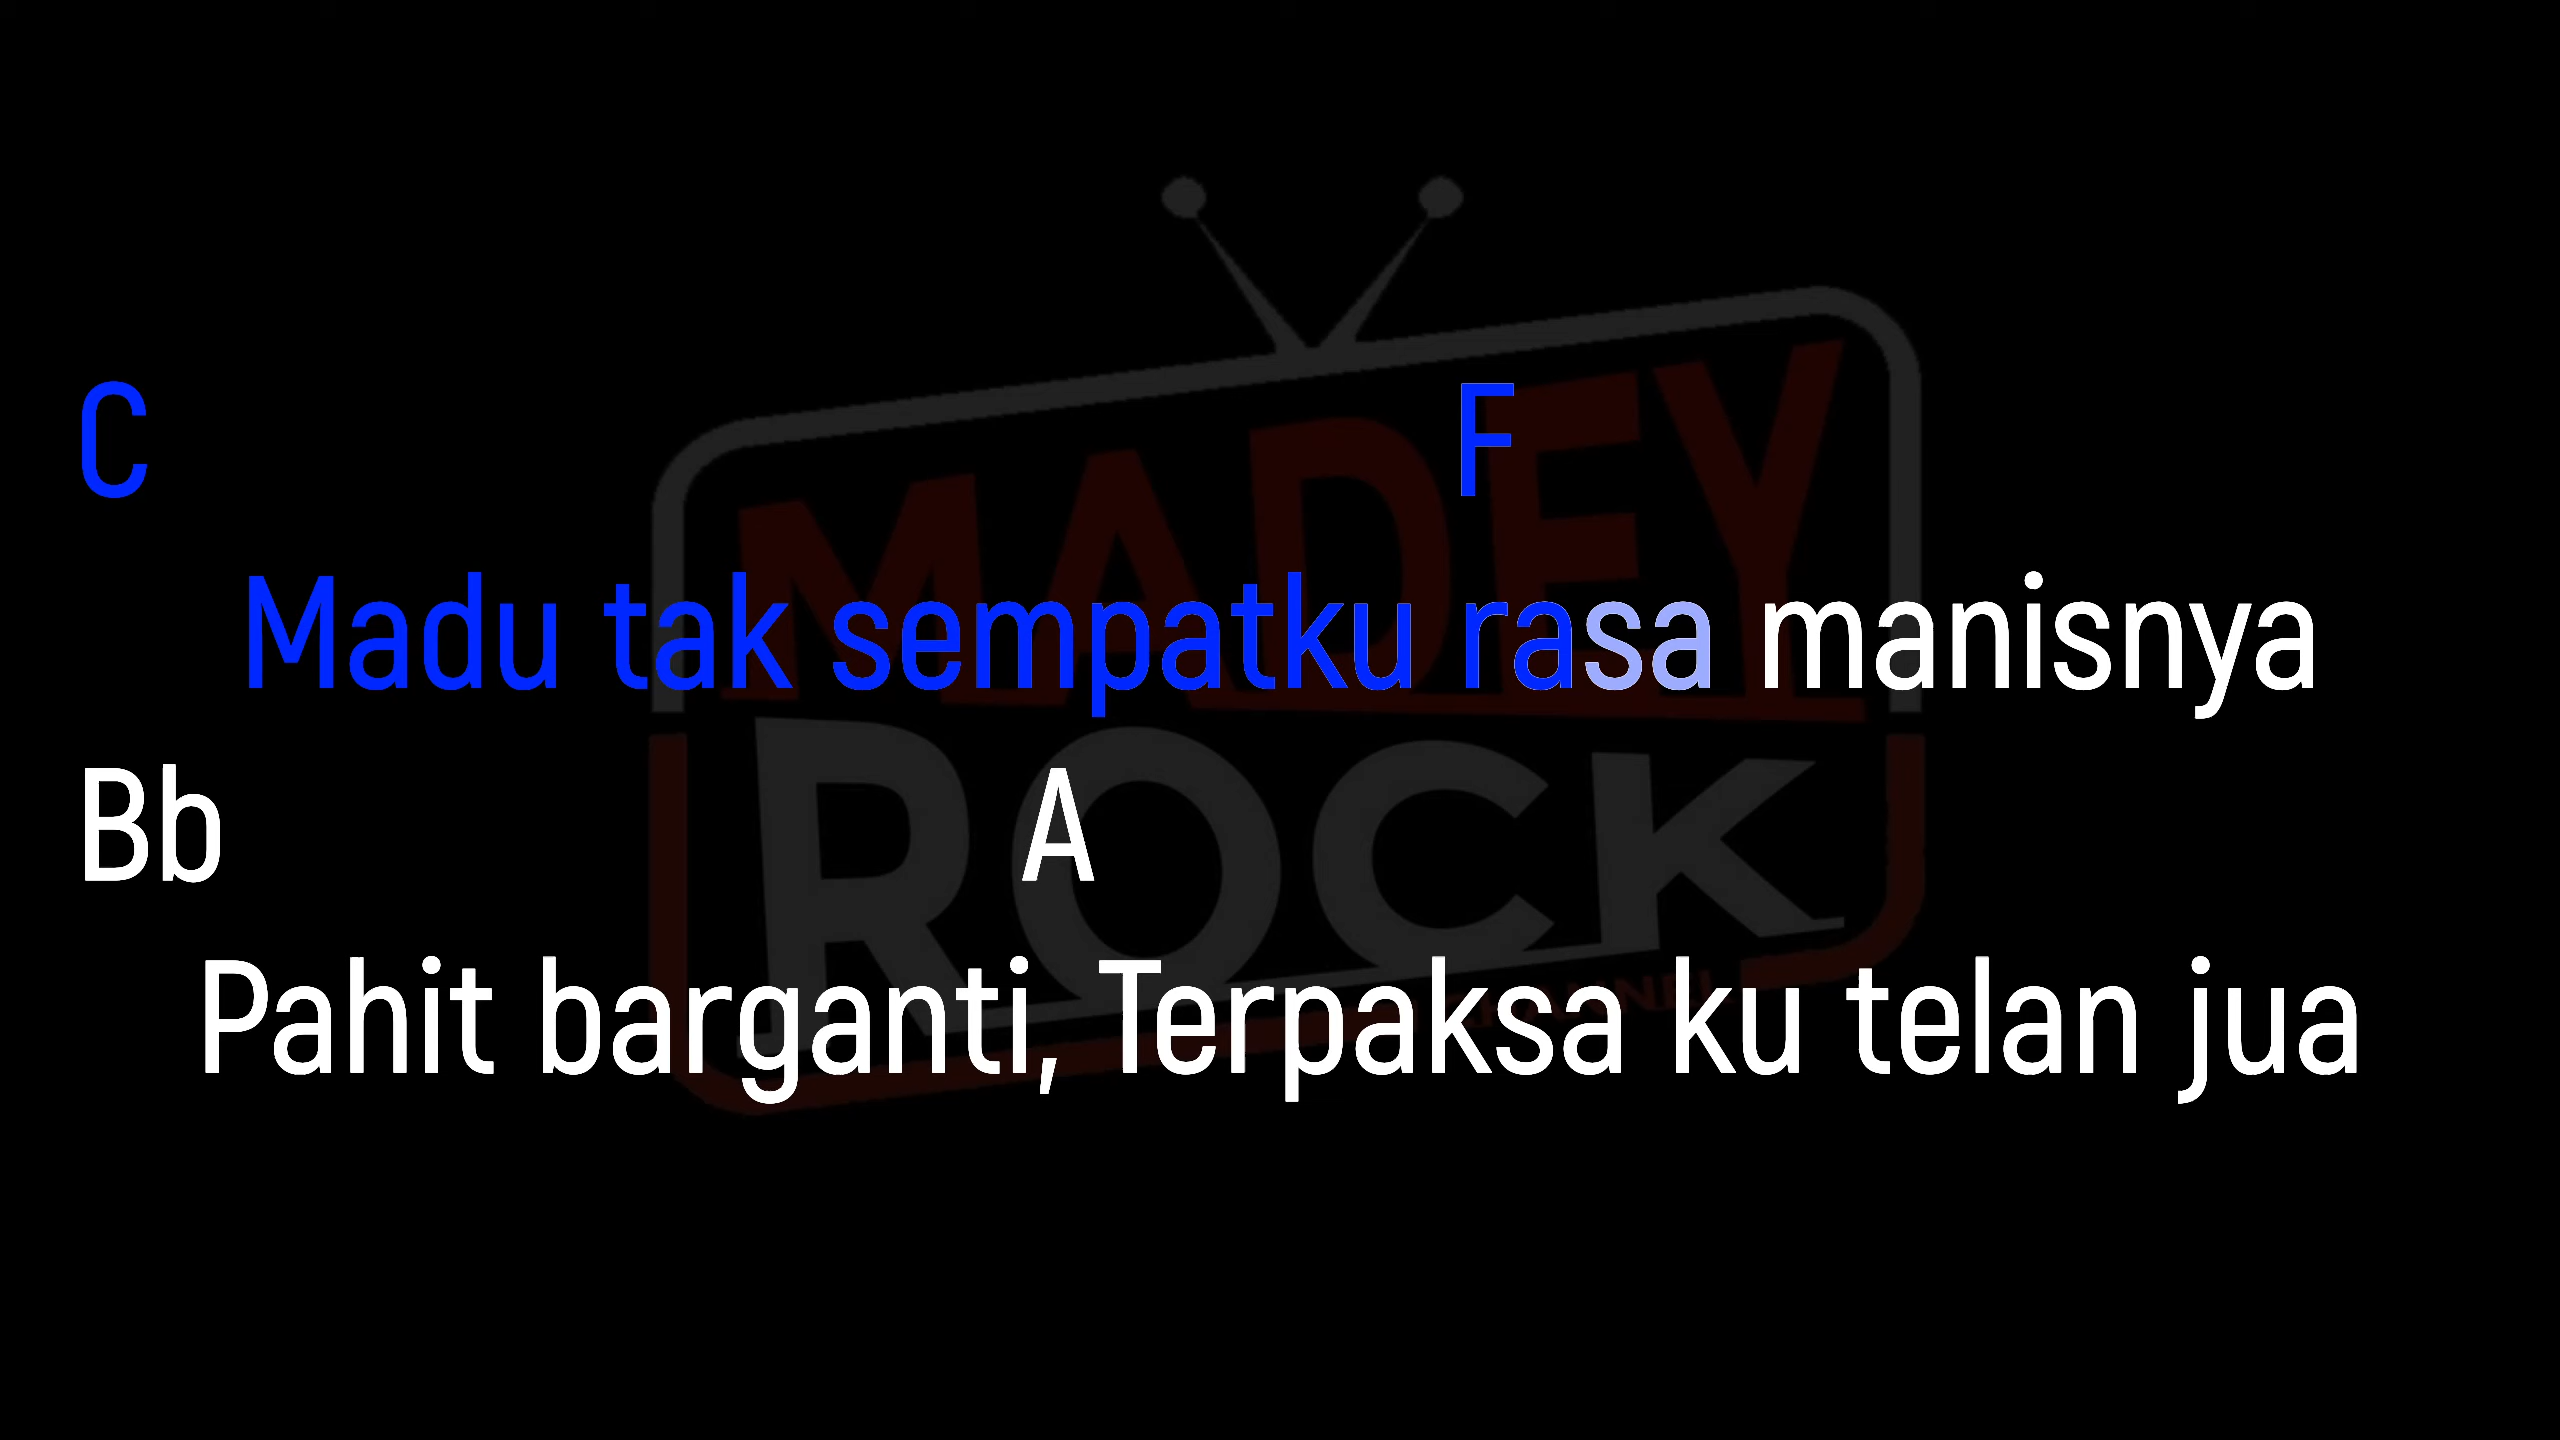 C F
Madu tak sempatku rasa manisnya
Bb A
Pahit barganti, Terpaksa ku telan jua
MADEY
ROCK